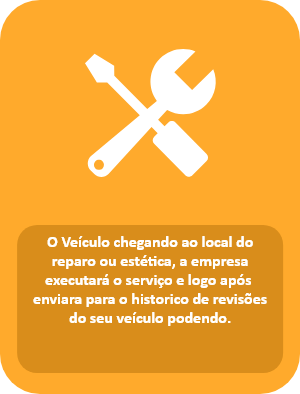 O Veículo chegando ao local do
reparo ou estética, a empresa
executará o serviço e logo após
enviara para o historico de revisões
do seu veículo podendo.